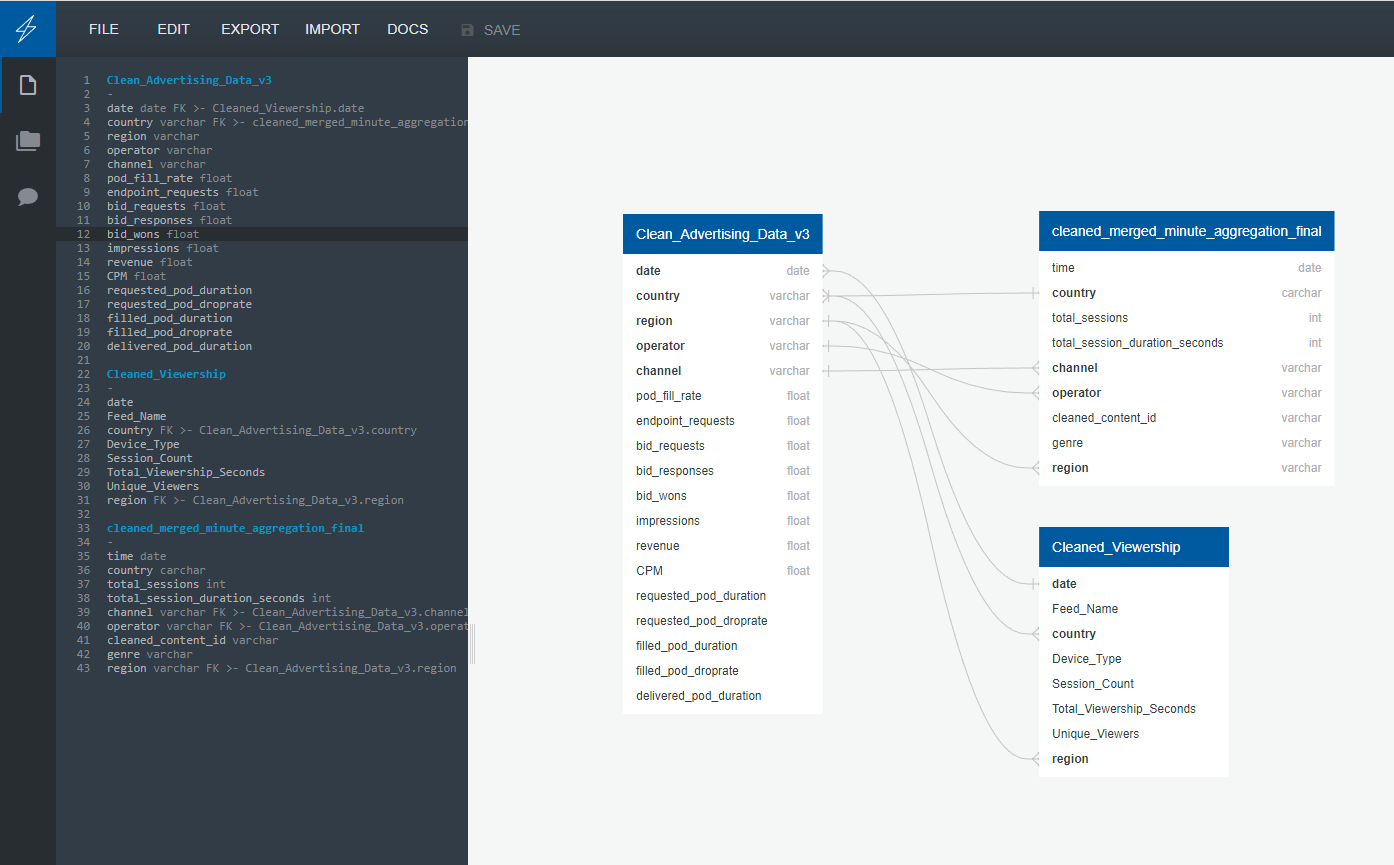 FILE EDIT EXPORT IMPORT DOCS SAVE
1 Clean_Advertising_Data_v3
2 -
3 date date FK >- Cleaned_Viewership.date
4 country varchar FK >- cleaned_merged_minute_aggregation
5 region varchar
6 operator varchar
7 channel varchar
8 pod_fill_rate float
9 endpoint_requests float
10 bid_requests float
11 bid_responses float
12 bid_wons float
13 impressions float
14 revenue float
15 CPM float
16 requested_pod_duration
17 requested_pod_droprate
18 filled_pod_duration
19 filled_pod_droprate
20 delivered_pod_duration
21
22 Cleaned_Viewership
23 -
24 date
25 Feed_Name
26 country FK >- Clean_Advertising_Data_v3.country
27 Device_Type
28 Session_Count
29 Total_Viewership_Seconds
30 Unique_Viewers
31 region FK >- Clean_Advertising_Data_v3.region
32
33 cleaned_merged_minute_aggregation_final
34 -
35 time date
36 country carchar
37 total_sessions int
38 total_session_duration_seconds int
39 channel varchar FK >- Clean_Advertising_Data_v3.channel
40 operator varchar FK >- Clean_Advertising_Data_v3.operat
41 cleaned_content_id varchar
42 genre varchar
43 region varchar FK >- Clean_Advertising_Data_v3.region
Clean_Advertising_Data_v3
date date
country varchar
region varchar
operator varchar
channel varchar
pod_fill_rate float
endpoint_requests float
bid_requests float
bid_responses float
bid_wons float
impressions float
revenue float
CPM float
requested_pod_duration
requested_pod_droprate
filled_pod_duration
filled_pod_droprate
delivered_pod_duration
cleaned_merged_minute_aggregation_final
time date
country carchar
total_sessions int
total_session_duration_seconds int
channel varchar
operator varchar
cleaned_content_id varchar
genre varchar
region varchar
Cleaned_Viewership
date
Feed_Name
country
Device_Type
Session_Count
Total_Viewership_Seconds
Unique_Viewers
region